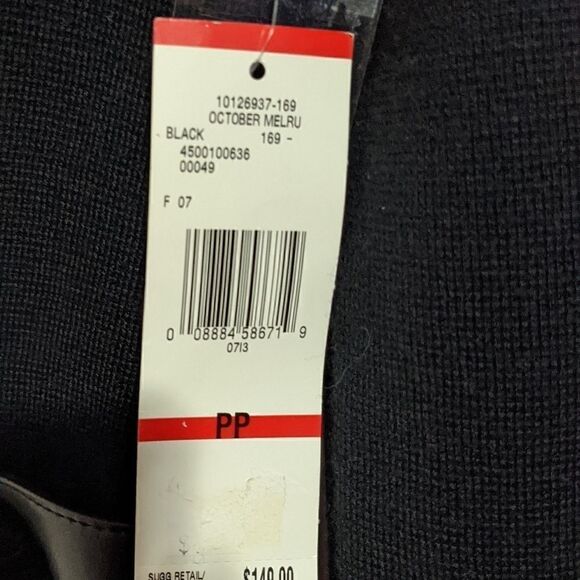 10126937-169
OCTOBER MELRU
BLACK 169 -
4500100636
00049
F 07
0 08884 58671 9
07I3
PP
SUGG RETAIL/ $149.00